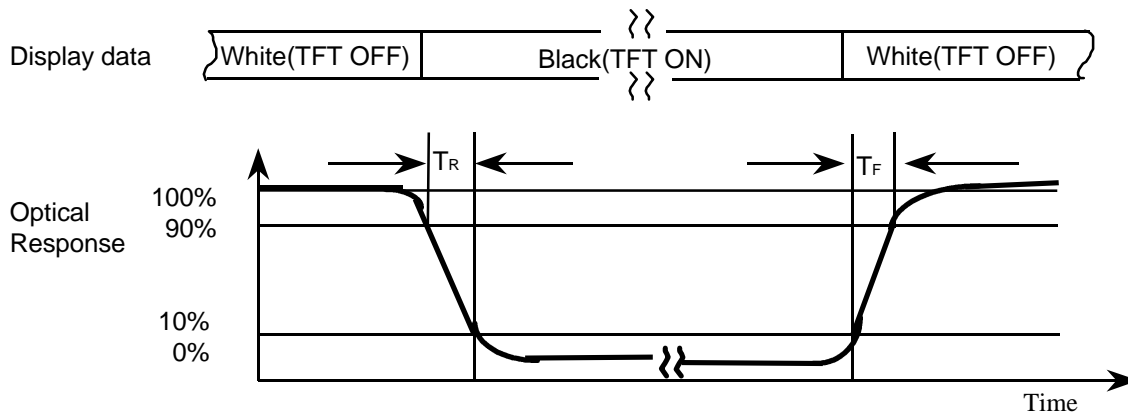 Display data
White(TFT OFF)
Black(TFT ON)
White(TFT OFF)
TR
TF
Optical
Response
100%
90%
10%
0%
Time